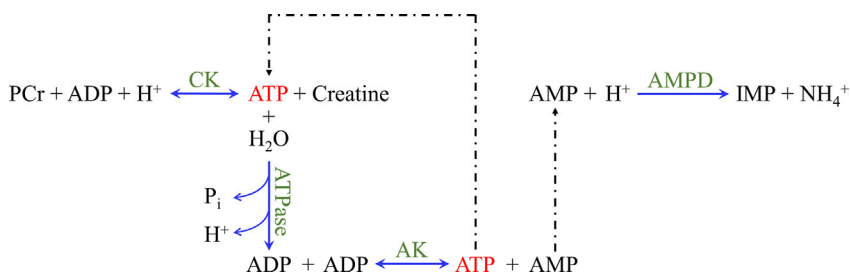 PCr + ADP + H⁺ CK ATP + Creatine AMP + H⁺ AMPD IMP + NH₄⁺
+
H₂O
ATPase
Pᵢ
H⁺
ADP + ADP AK ATP + AMP